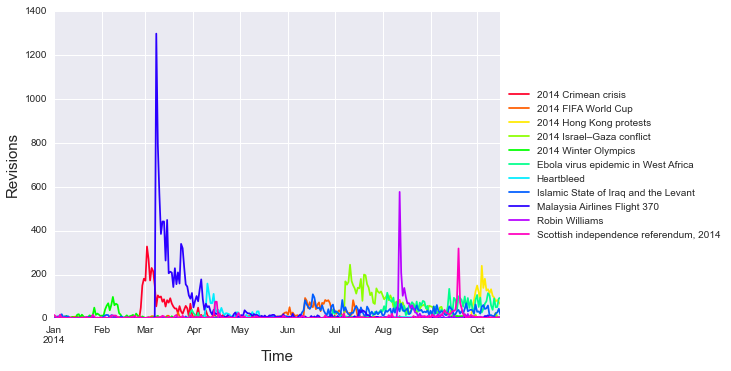 1400
1200
1000
800
600
400
200
0
Revisions
Jan
2014
Feb
Mar
Apr
May
Jun
Jul
Aug
Sep
Oct
Time
2014 Crimean crisis
2014 FIFA World Cup
2014 Hong Kong protests
2014 Israel–Gaza conflict
2014 Winter Olympics
Ebola virus epidemic in West Africa
Heartbleed
Islamic State of Iraq and the Levant
Malaysia Airlines Flight 370
Robin Williams
Scottish independence referendum, 2014